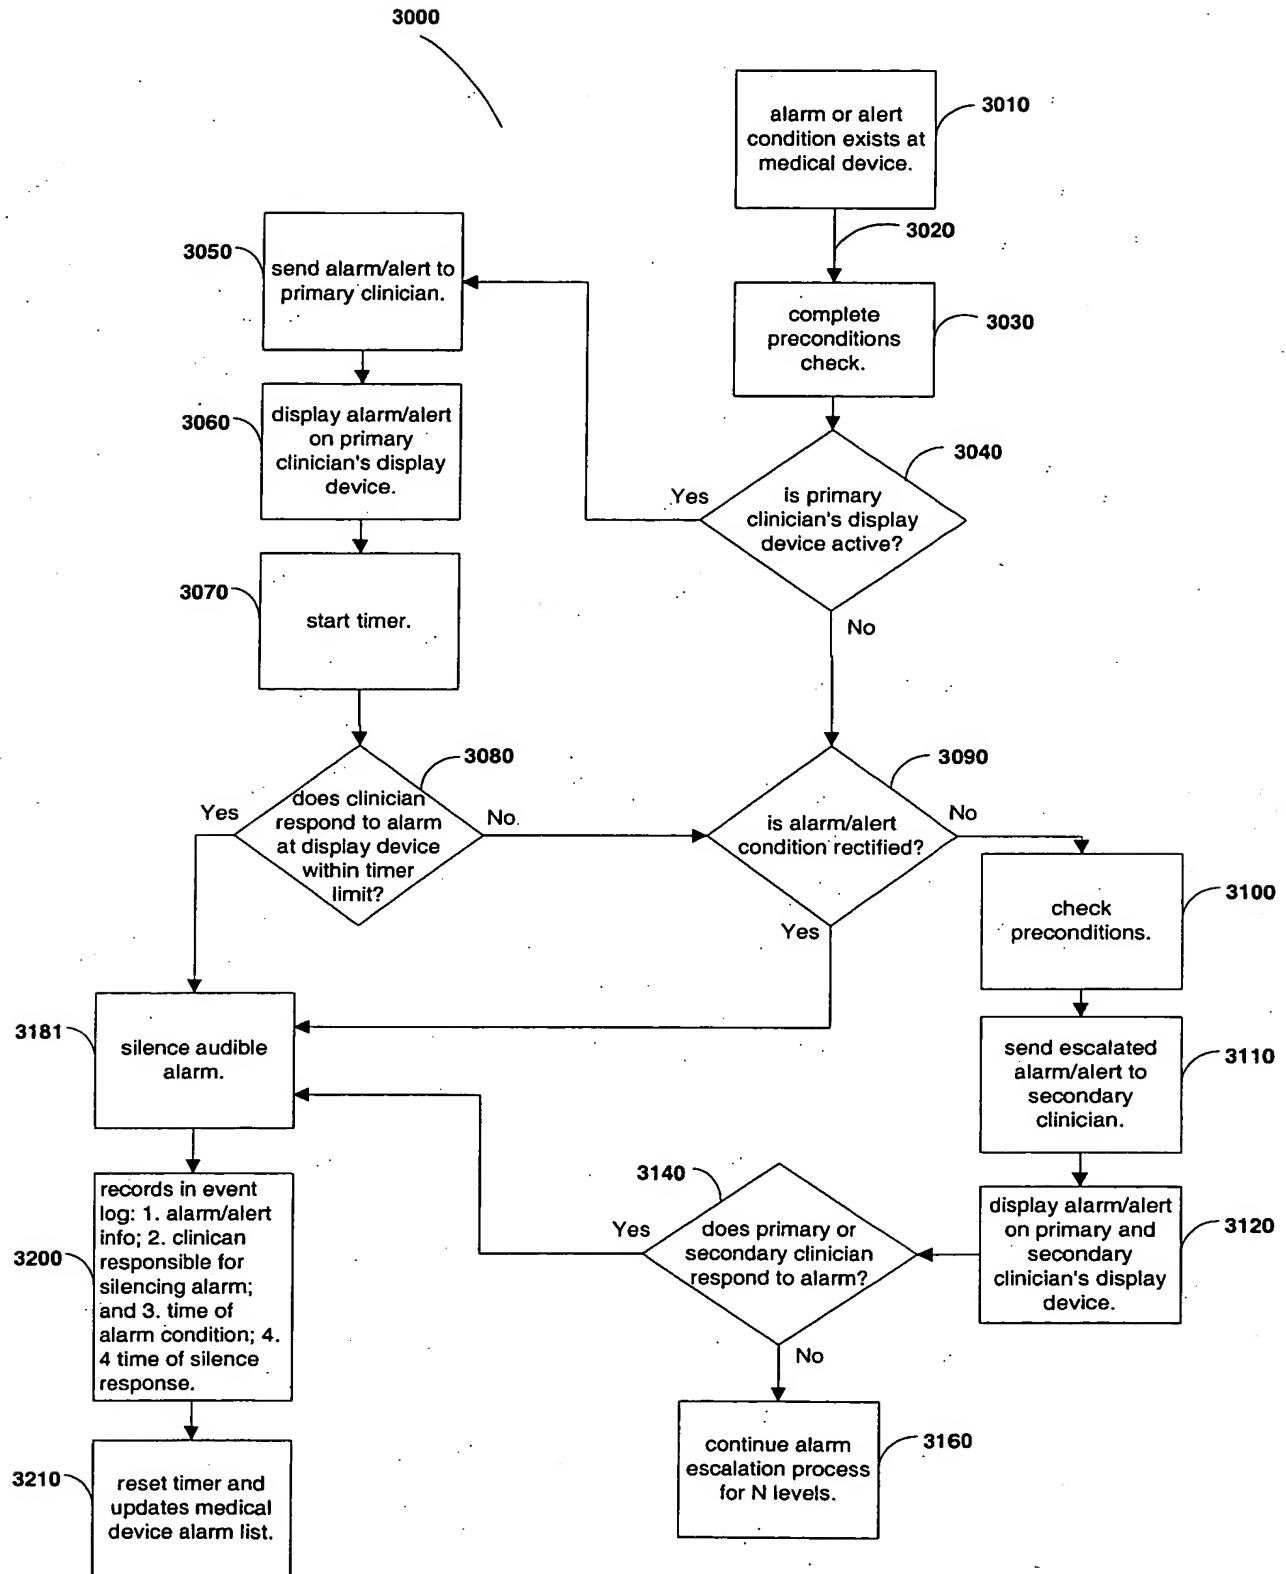 3000
alarm or alert
condition exists at
medical device.
3010
3020
3050
send alarm/alert to
primary clinician.
complete
preconditions
check.
3030
3060
display alarm/alert
on primary
clinician's display
device.
3040
Yes
is primary
clinician's display
device active?
3070
start timer.
No
3080
3090
Yes
does clinician
respond to alarm
at display device
within timer
limit?
No
is alarm/alert
condition rectified?
No
Yes
3100
check
preconditions.
3181
silence audible
alarm.
3110
send escalated
alarm/alert to
secondary
clinician.
3140
3200
records in event
log: 1. alarm/alert
info; 2. clinican
responsible for
silencing alarm;
and 3. time of
alarm condition; 4.
4 time of silence
response.
Yes
does primary or
secondary clinician
respond to alarm?
display alarm/alert
on primary and
secondary
clinician's display
device.
3120
No
3160
continue alarm
escalation process
for N levels.
3210
reset timer and
updates medical
device alarm list.